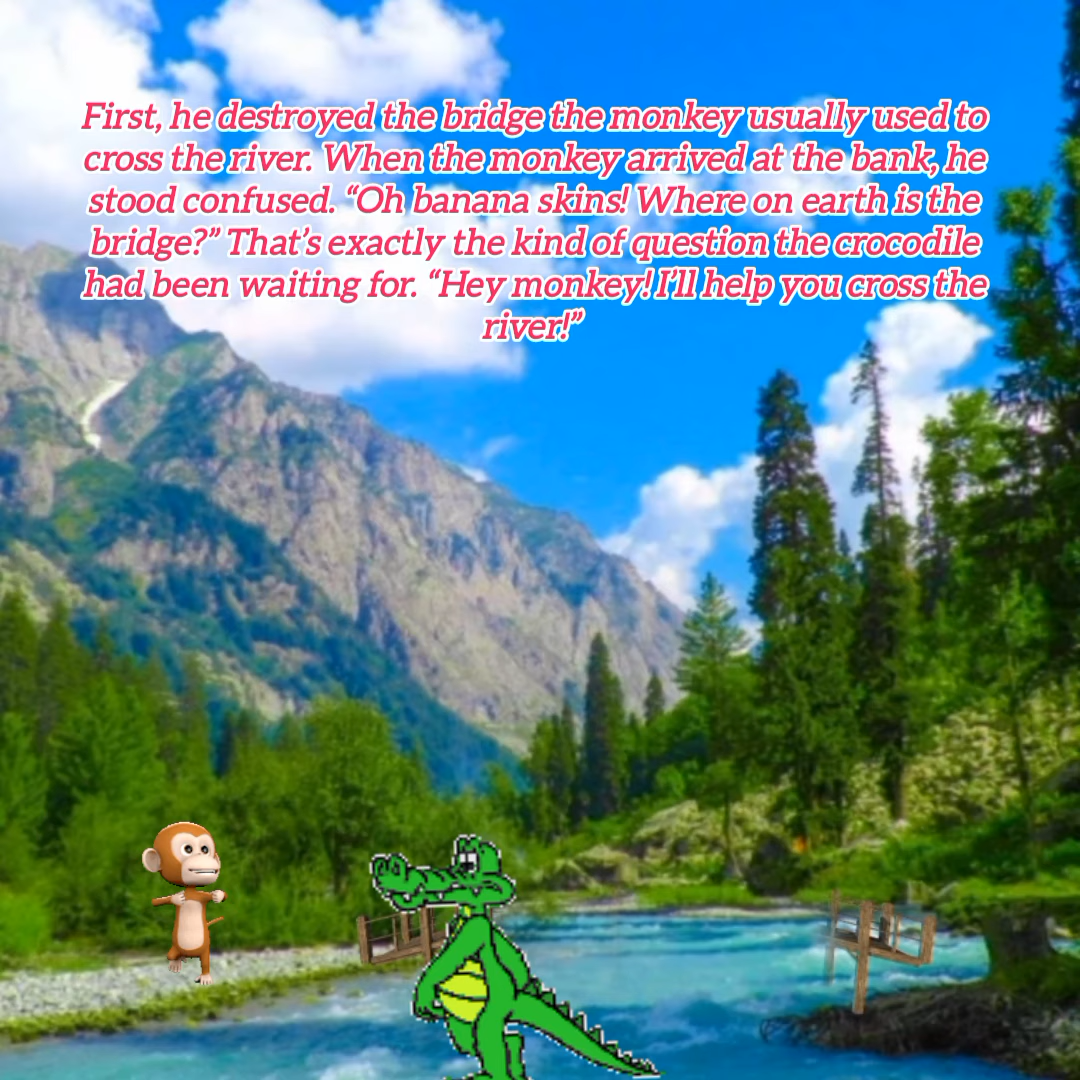 First, he destroyed the bridge the monkey usually used to
cross the river. When the monkey arrived at the bank, he
stood confused. “Oh banana skins! Where on earth is the
bridge?” That’s exactly the kind of question the crocodile
had been waiting for. “Hey monkey! I’ll help you cross the
river!”